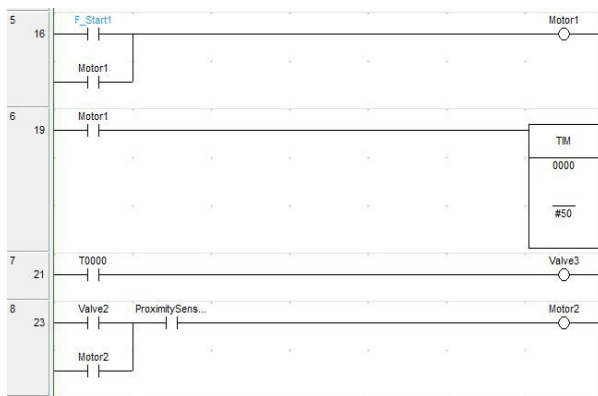 5 F_Start1 Motor1
16
Motor1
6 Motor1
19
TIM
0000
#50
7 T0000 Valve3
21
8 Valve2 ProximitySens... Motor2
23
Motor2